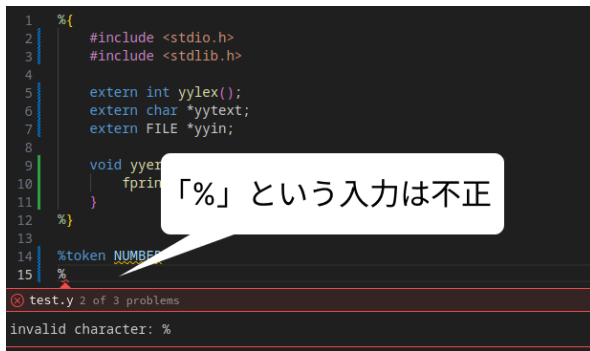 1 %{
2 #include <stdio.h>
3 #include <stdlib.h>
4
5 extern int yylex();
6 extern char *yytext;
7 extern FILE *yyin;
8
9 void yyer
10 fprin
11 }
12 %}
13
14 %token NUMBER
15 %
「%」という入力は不正
test.y 2 of 3 problems
invalid character: %